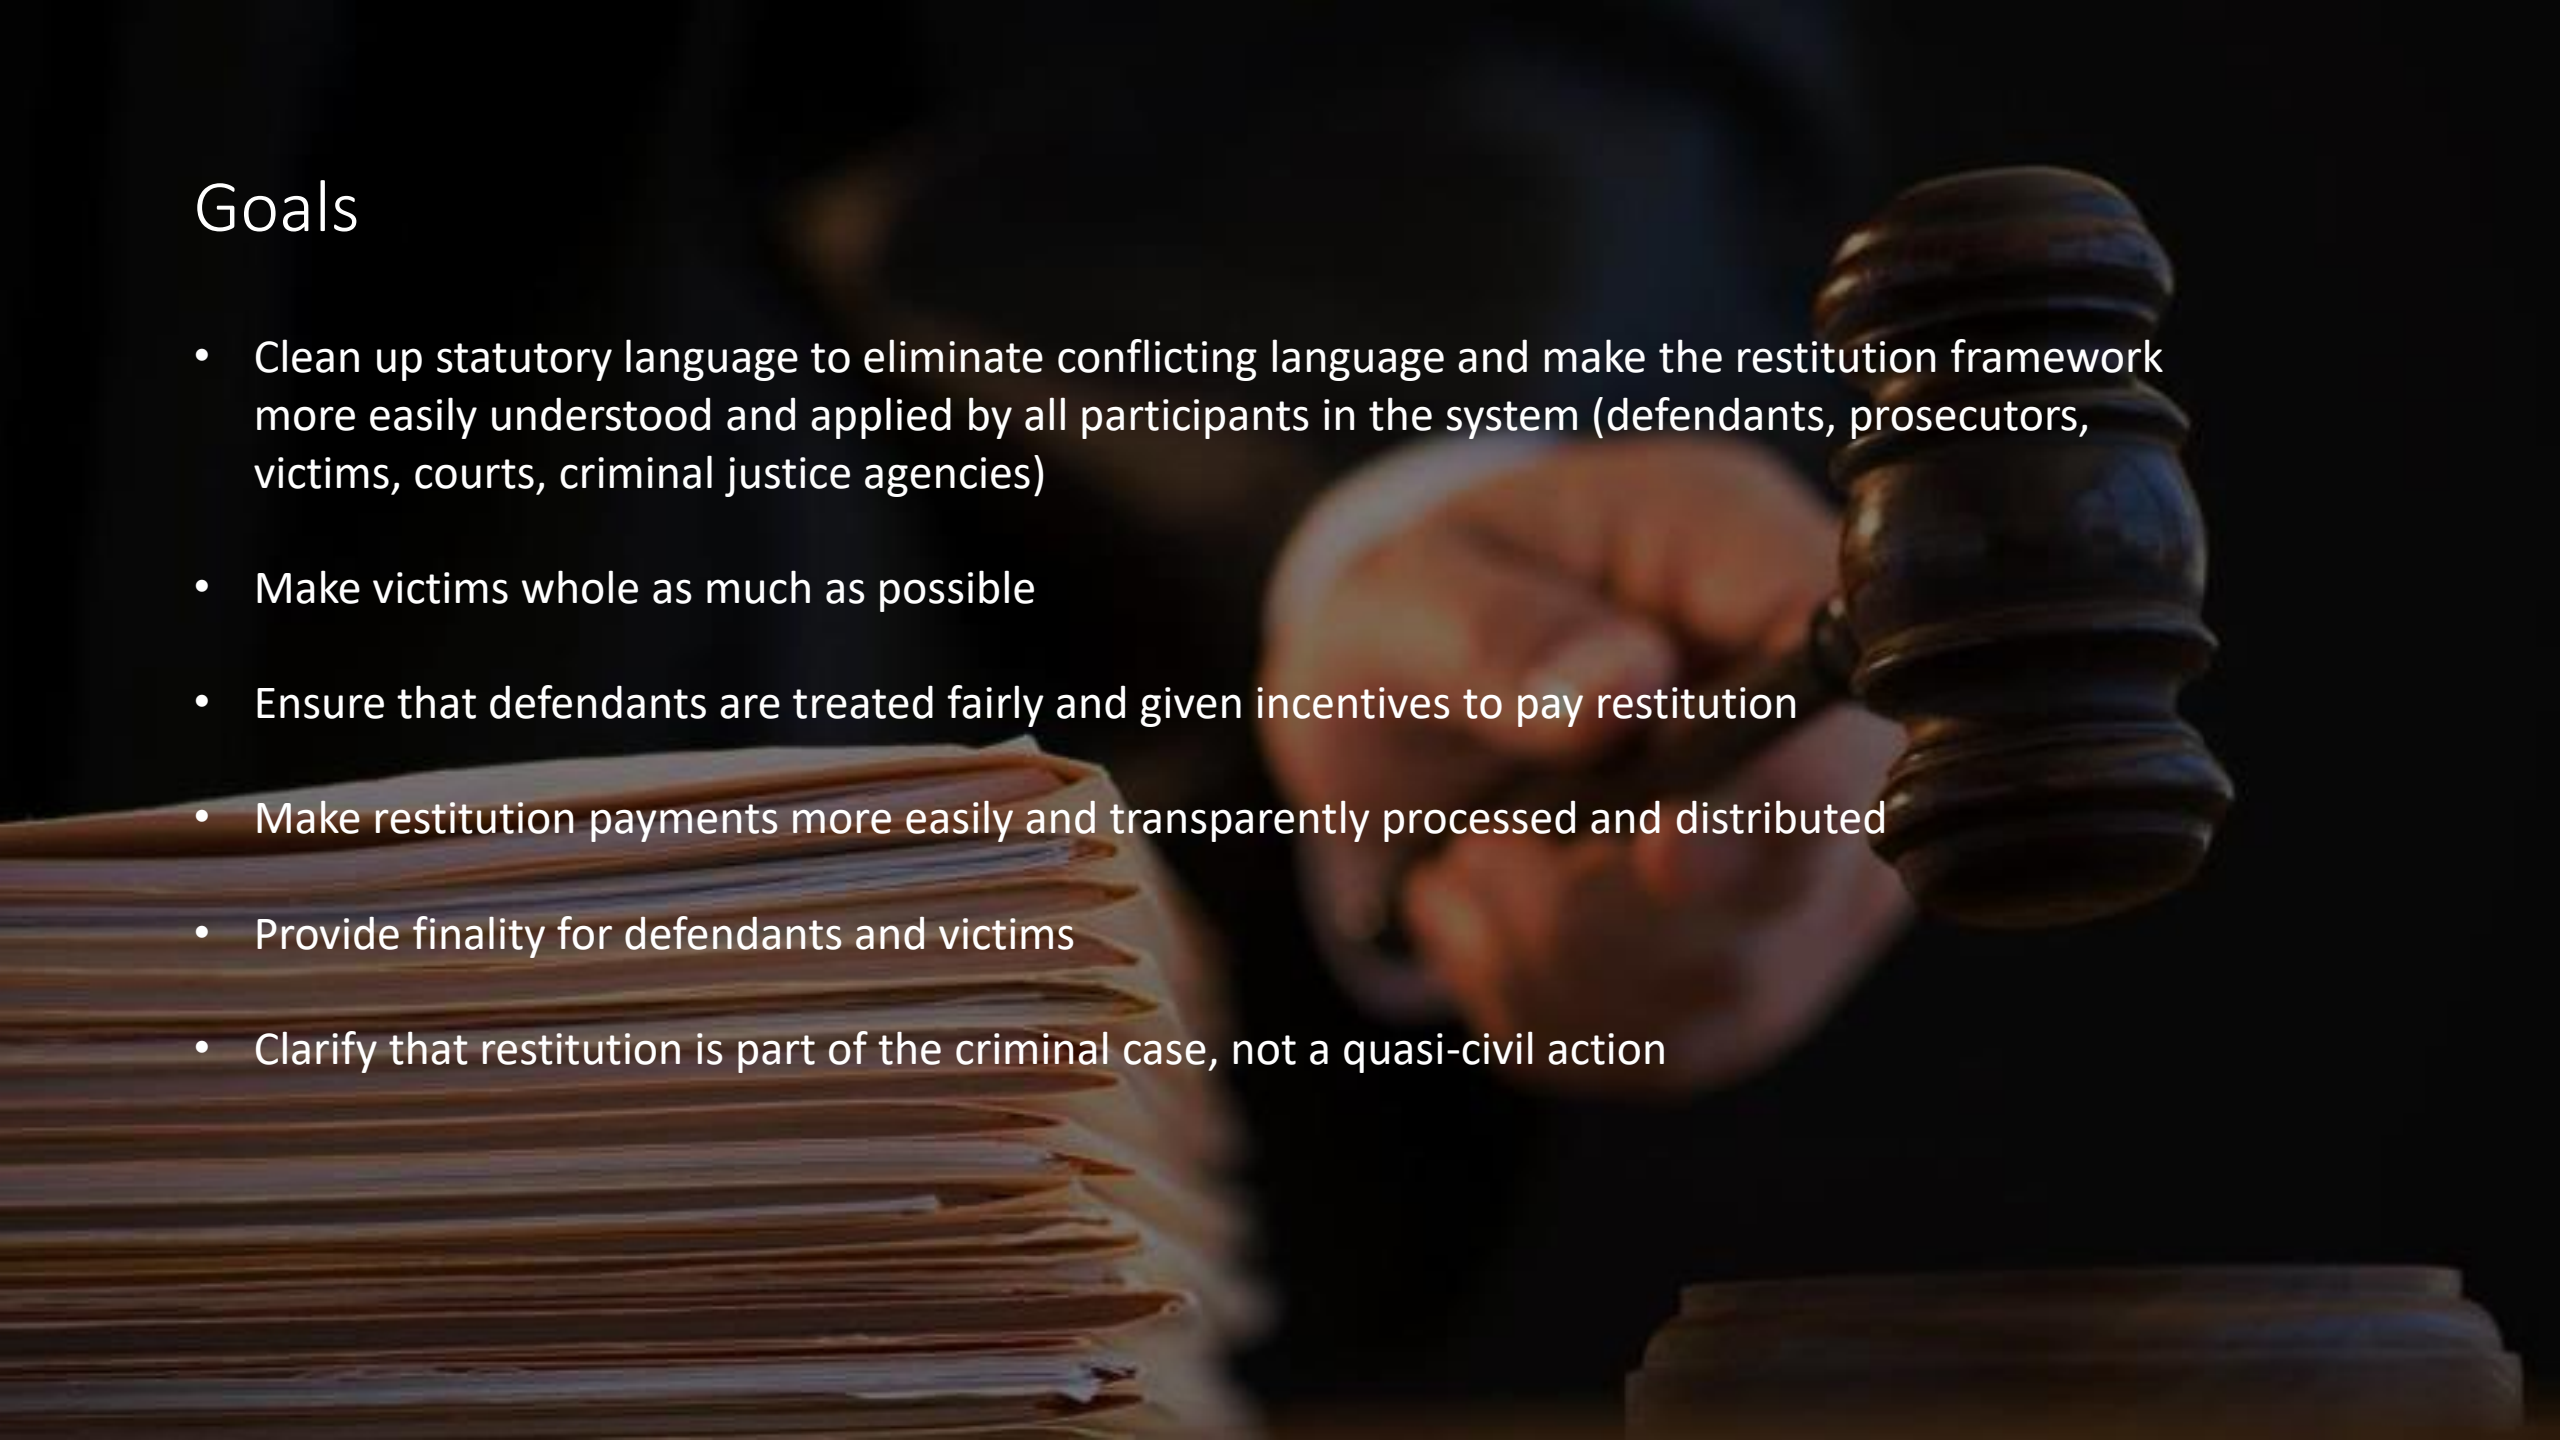 Goals
• Clean up statutory language to eliminate conflicting language and make the restitution framework
more easily understood and applied by all participants in the system (defendants, prosecutors,
victims, courts, criminal justice agencies)
• Make victims whole as much as possible
• Ensure that defendants are treated fairly and given incentives to pay restitution
• Make restitution payments more easily and transparently processed and distributed
• Provide finality for defendants and victims
• Clarify that restitution is part of the criminal case, not a quasi-civil action